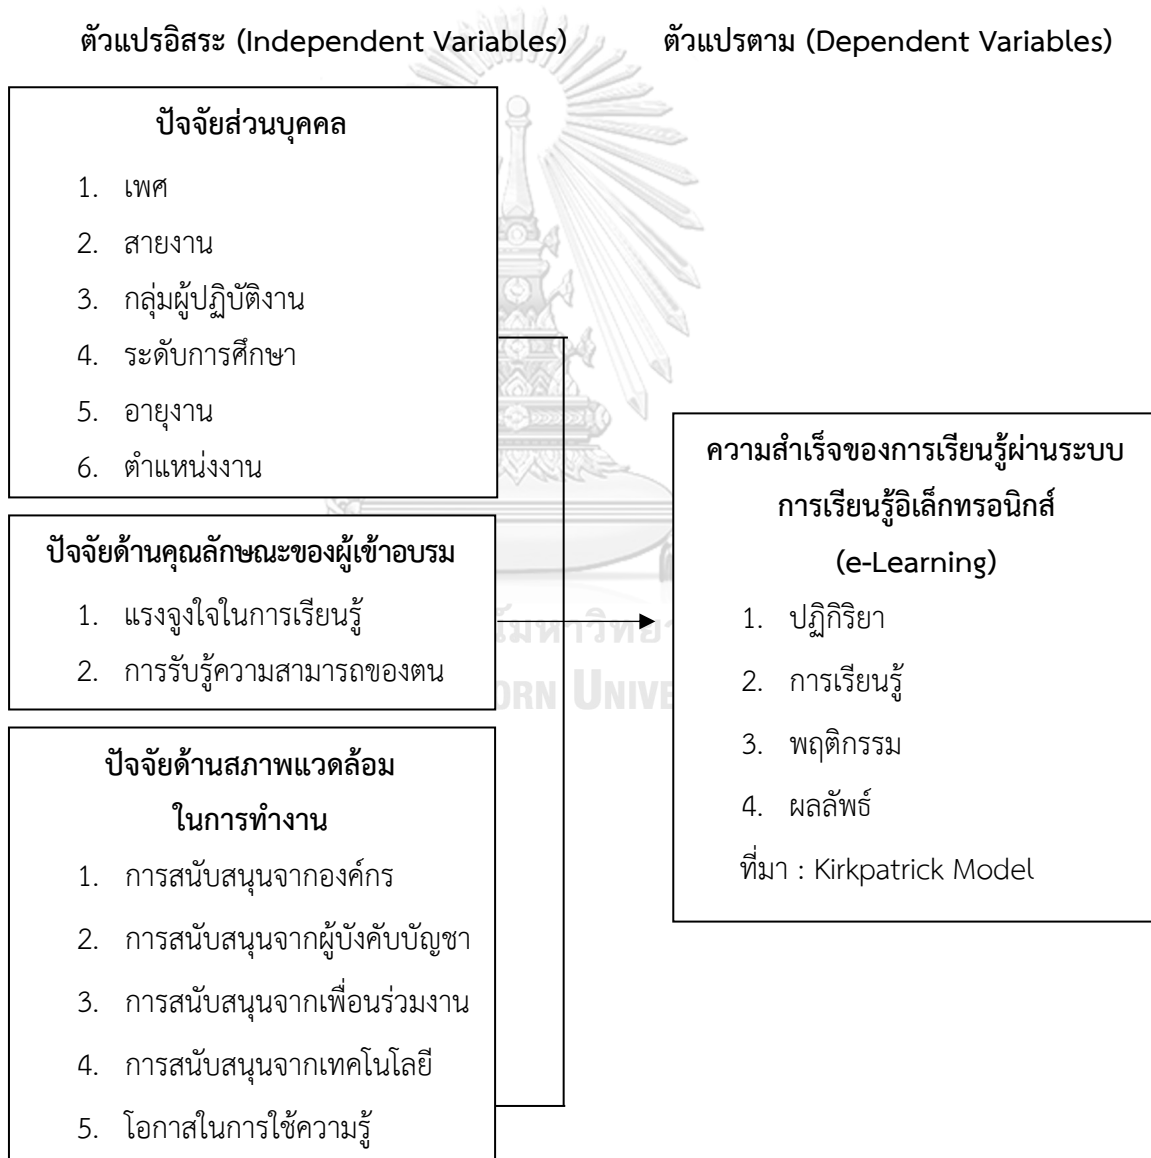 ตัวแปรอิสระ (Independent Variables)
ตัวแปรตาม (Dependent Variables)
ปัจจัยส่วนบุคคล
1. เพศ
2. สายงาน
3. กลุ่มผู้ปฏิบัติงาน
4. ระดับการศึกษา
5. อายุงาน
6. ตำแหน่งงาน
ปัจจัยด้านคุณลักษณะของผู้เข้าอบรม
1. แรงจูงใจในการเรียนรู้
2. การรับรู้ความสามารถของตน
ปัจจัยด้านสภาพแวดล้อม
ในการทำงาน
1. การสนับสนุนจากองค์กร
2. การสนับสนุนจากผู้บังคับบัญชา
3. การสนับสนุนจากเพื่อนร่วมงาน
4. การสนับสนุนจากเทคโนโลยี
5. โอกาสในการใช้ความรู้
ความสำเร็จของการเรียนรู้ผ่านระบบ
การเรียนรู้อิเล็กทรอนิกส์
(e-Learning)
1. ปฏิกิริยา
2. การเรียนรู้
3. พฤติกรรม
4. ผลลัพธ์
ที่มา : Kirkpatrick Model